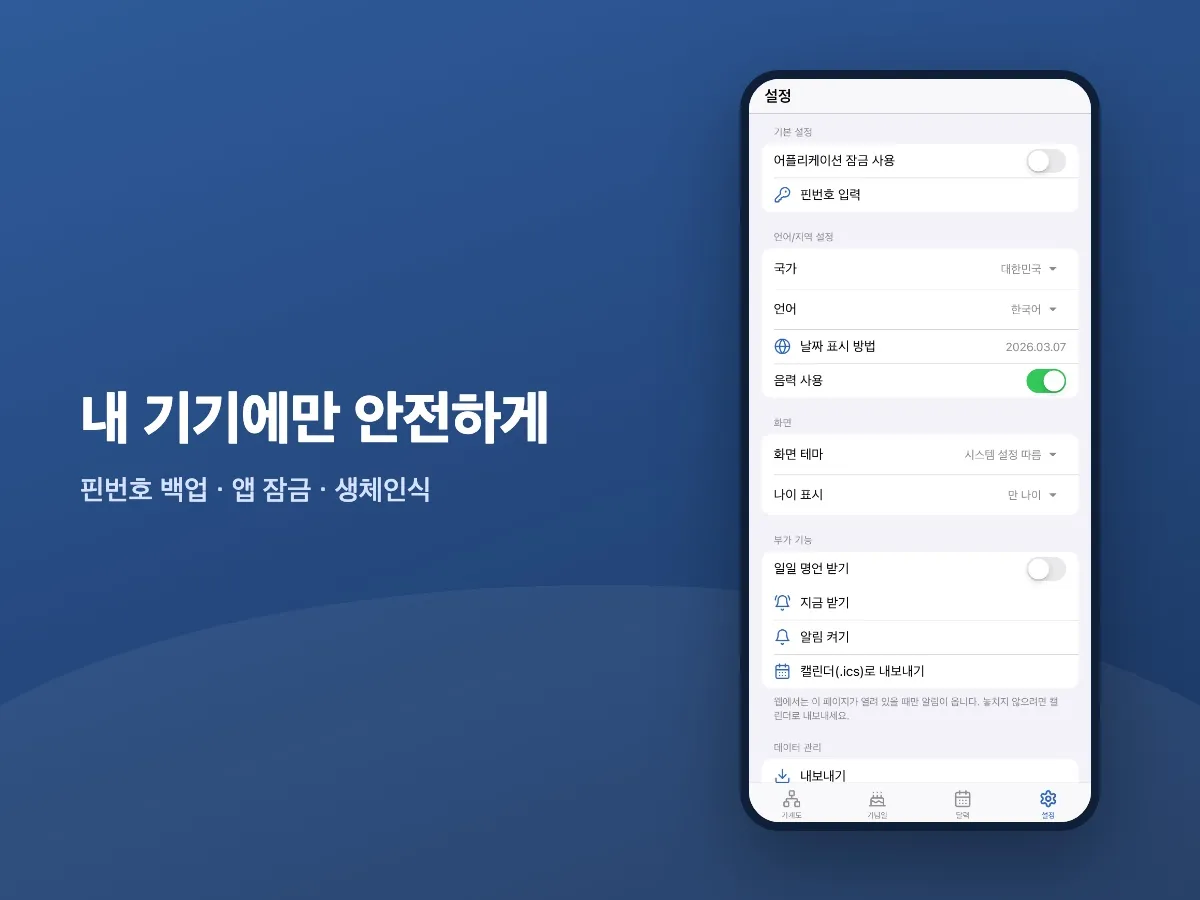 내 기기에만 안전하게
핀번호 백업 · 앱 잠금 · 생체인식
설정
기본 설정
어플리케이션 잠금 사용
핀번호 입력
언어/지역 설정
국가 대한민국
언어 한국어
날짜 표시 방법 2026.03.07
음력 사용
화면
화면 테마 시스템 설정 따름
나이 표시 만 나이
부가 기능
일일 명언 받기
지금 받기
알림 켜기
캘린더(.ics)로 내보내기
웹에서는 이 페이지가 열려 있을 때만 알림이 옵니다. 놓치지 않으려면 캘
린더로 내보내세요.
데이터 관리
내보내기
가계도 기념일 달력 설정